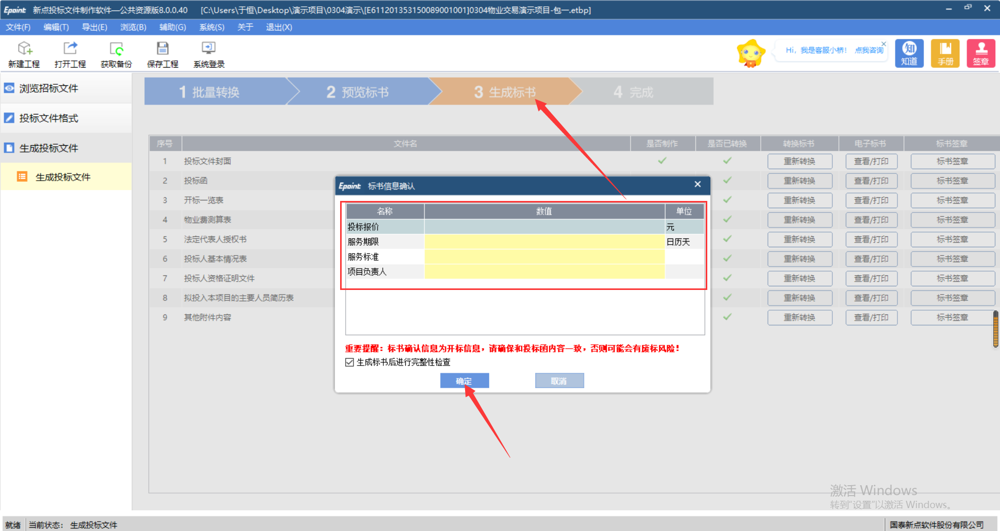 Epoint 新点投标文件制作软件—公共资源版8.0.0.40 [C:\Users\于恒\Desktop\演示项目\0304演示\[E6112013531500890010​01]0304物业交易演示项目-包一.etbp]
文件(F) 编辑(T) 导出(E) 浏览(B) 辅助(G) 系统(S) 关于 退出(X)
Hi，我是客服小桥！ 点我咨询
知
新建工程 打开工程 获取备份 保存工程 系统登录 知道 手册 签章
浏览招标文件
投标文件格式
生成投标文件
生成投标文件
1 批量转换 2 预览标书 3 生成标书 4 完成
序号 文件名 是否制作 是否已转换 转换标书 电子标书 标书签章
1 投标文件封面 重新转换 查看/打印 标书签章
2 投标函 重新转换 查看/打印 标书签章
3 开标一览表 重新转换 查看/打印 标书签章
4 物业费测算表 重新转换 查看/打印 标书签章
5 法定代表人授权书 重新转换 查看/打印 标书签章
6 投标人基本情况表 重新转换 查看/打印 标书签章
7 投标人资格证明文件 重新转换 查看/打印 标书签章
8 拟投入本项目的主要人员简历表 重新转换 查看/打印 标书签章
9 其他附件内容 重新转换 查看/打印 标书签章
Epoint 标书信息确认
名称 数值 单位
投标报价 元
服务期限 日历天
服务标准
项目负责人
重要提醒：标书确认信息为开标信息，请确保和投标函内容一致，否则可能会有废标风险！
生成标书后进行完整性检查
确定 取消
激活 Windows
转到"设置"以激活 Windows。
就绪 当前状态： 生成投标文件 国泰新点软件股份有限公司